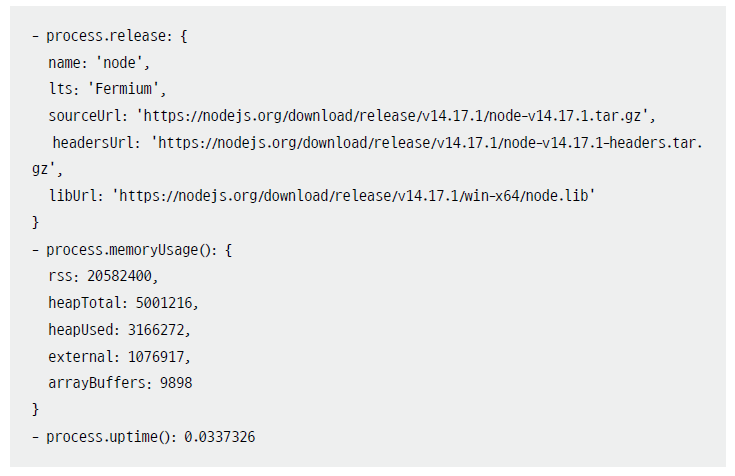 - process.release: {
  name: 'node',
  lts: 'Fermium',
  sourceUrl: 'https://nodejs.org/download/release/v14.17.1/node-v14.17.1.tar.gz',
  headersUrl: 'https://nodejs.org/download/release/v14.17.1/node-v14.17.1-headers.tar.
gz',
  libUrl: 'https://nodejs.org/download/release/v14.17.1/win-x64/node.lib'
}
- process.memoryUsage(): {
  rss: 20582400,
  heapTotal: 5001216,
  heapUsed: 3166272,
  external: 1076917,
  arrayBuffers: 9898
}
- process.uptime(): 0.0337326